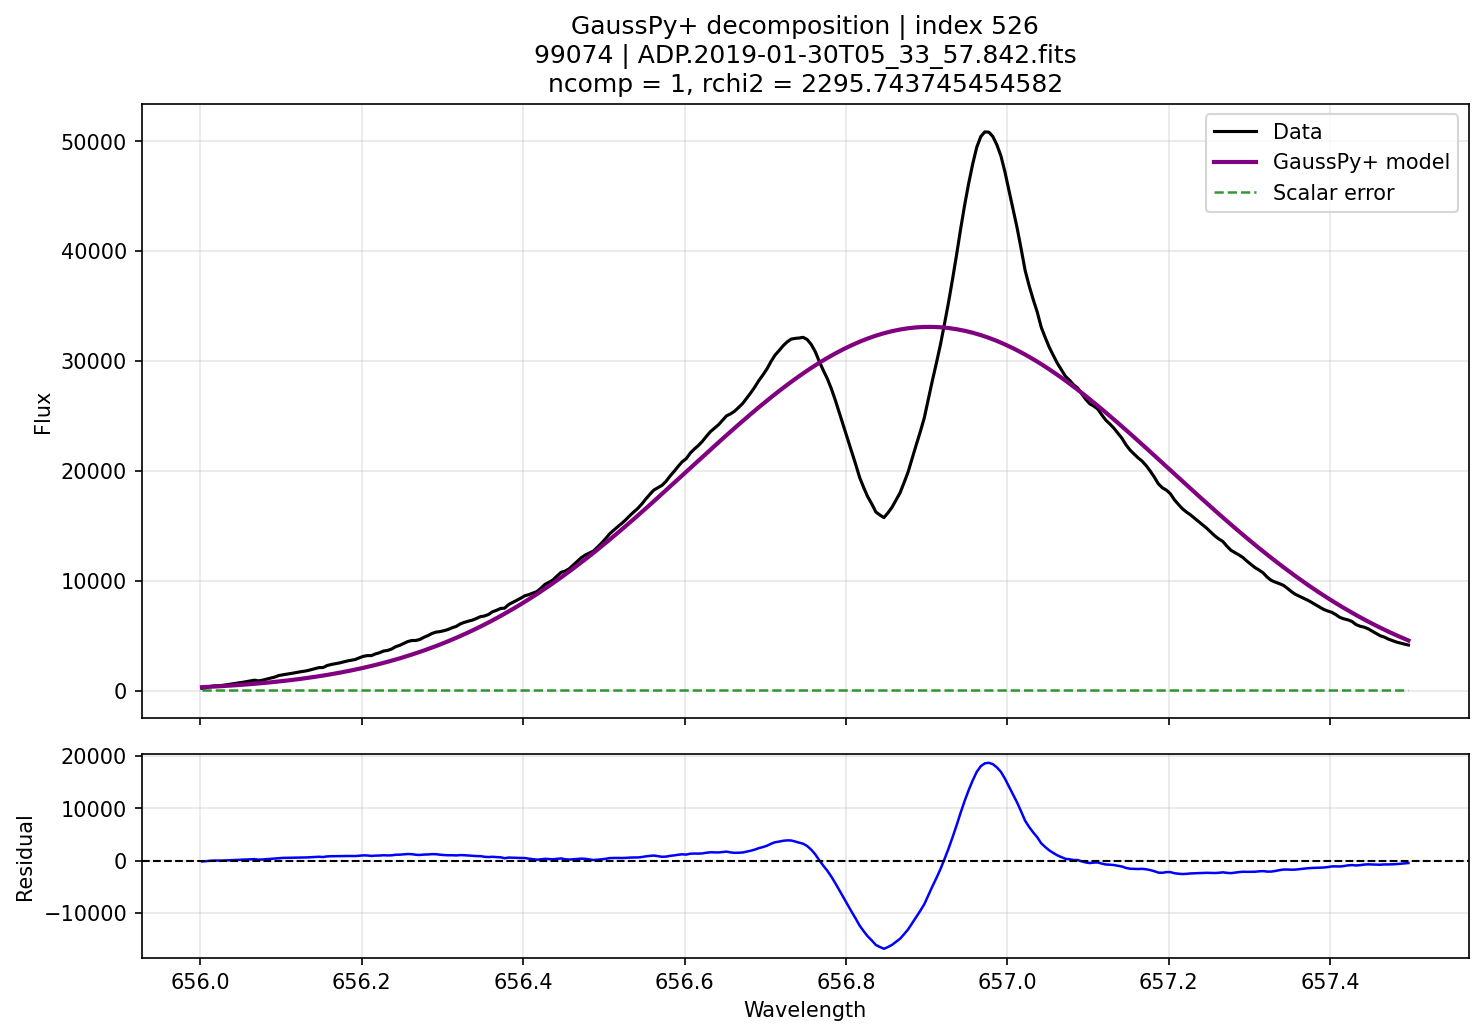 GaussPy+ decomposition | index 526
99074 | ADP.2019-01-30T05_33_57.842.fits
ncomp = 1, rchi2 = 2295.743745454582
Data
GaussPy+ model
Scalar error
Flux
50000
40000
30000
20000
10000
0
Residual
20000
10000
0
−10000
656.0 656.2 656.4 656.6 656.8 657.0 657.2 657.4
Wavelength